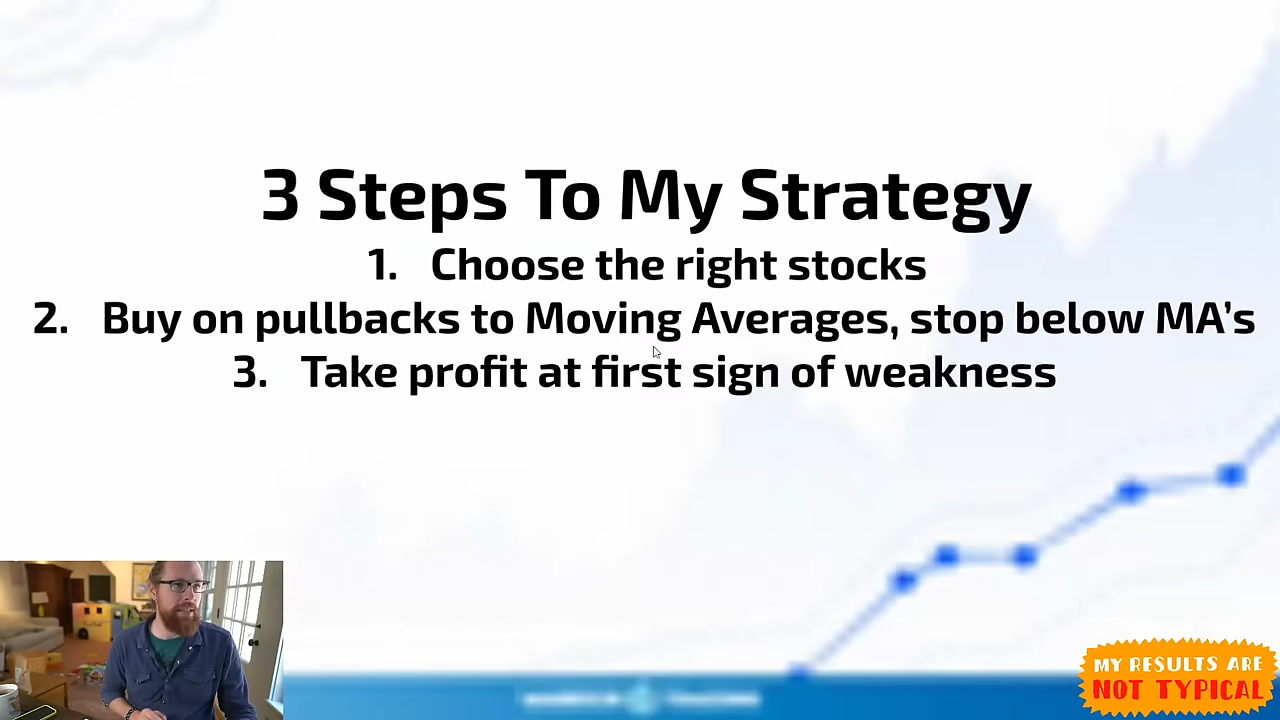 3 Steps To My Strategy
1. Choose the right stocks
2. Buy on pullbacks to Moving Averages, stop below MA's
3. Take profit at first sign of weakness
MY RESULTS ARE
NOT TYPICAL